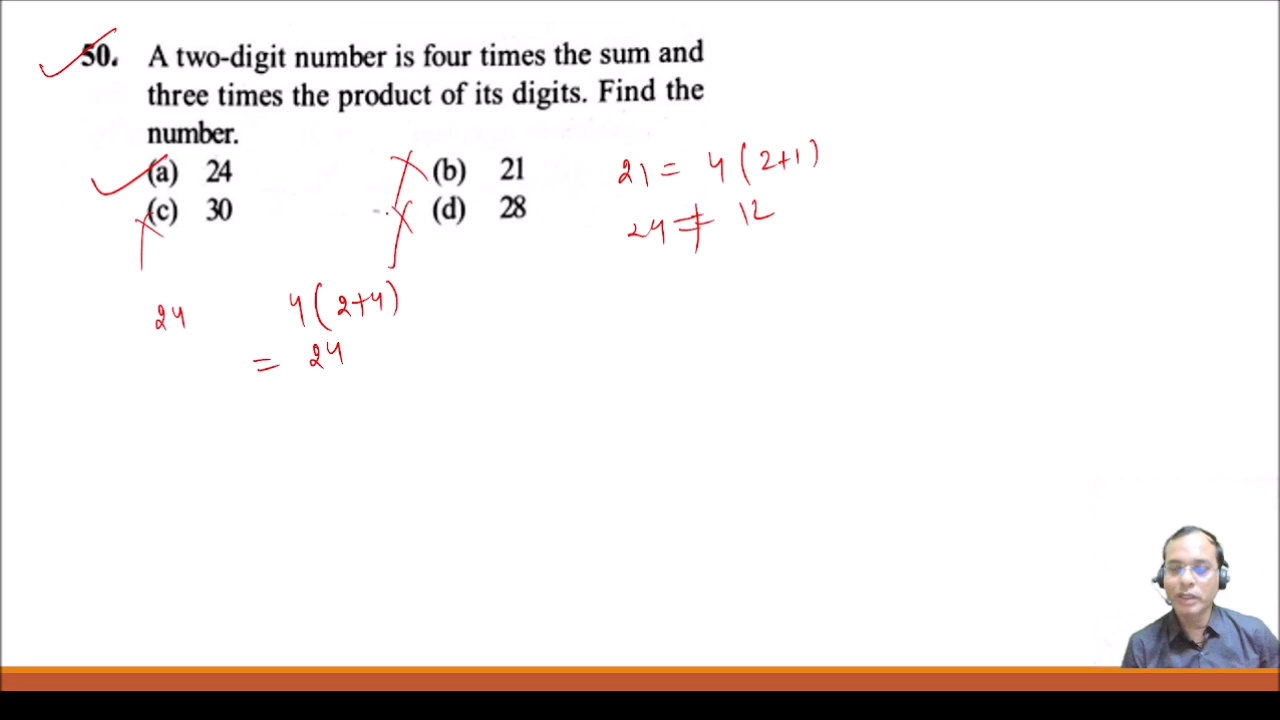 50. A two-digit number is four times the sum and
three times the product of its digits. Find the
number.
(a) 24 (b) 21
(c) 30 (d) 28
21 = 4(2+1)
24 ≠ 12
24 4(2+4)
= 24